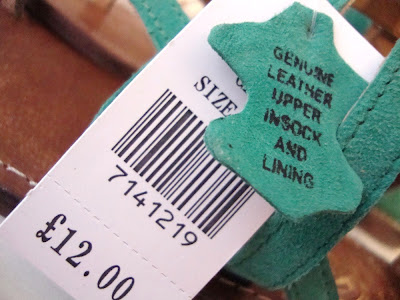 GENUINE
LEATHER
UPPER
INSOCK
AND
LINING
SIZE
7141219
£12.00